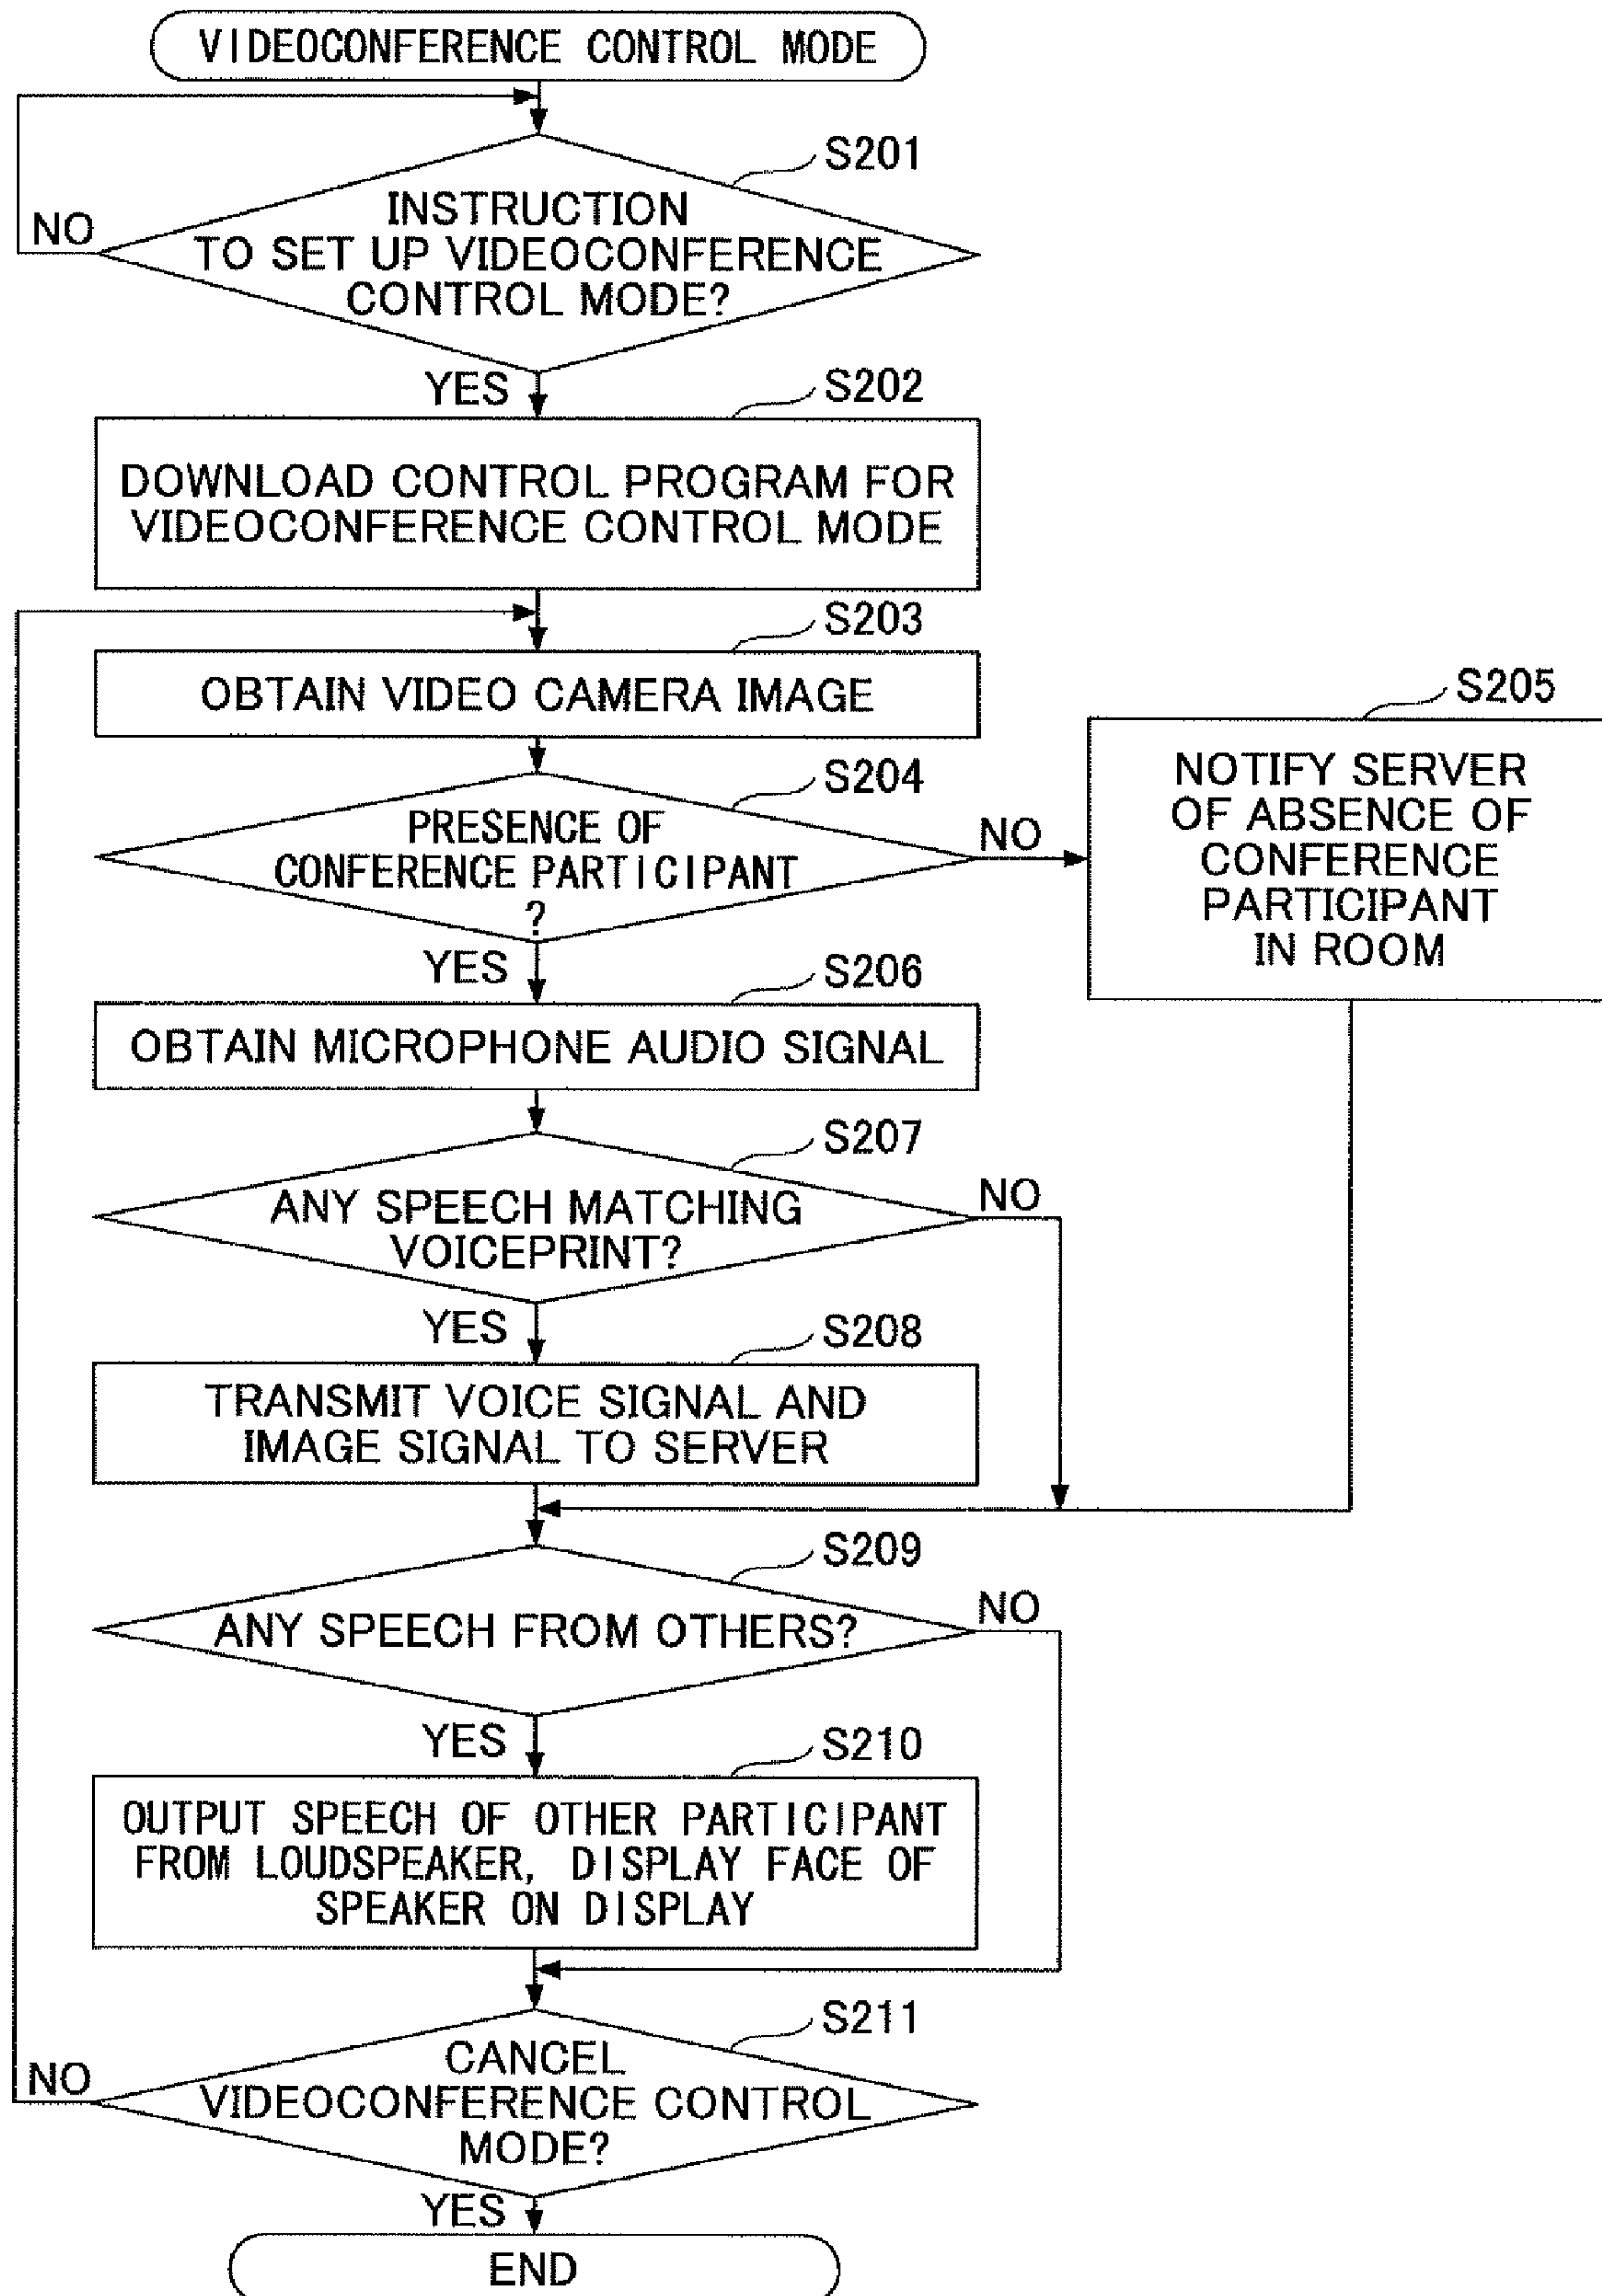 VIDEOCONFERENCE CONTROL MODE
S201
INSTRUCTION
TO SET UP VIDEOCONFERENCE
CONTROL MODE?
NO
YES
S202
DOWNLOAD CONTROL PROGRAM FOR
VIDEOCONFERENCE CONTROL MODE
S203
OBTAIN VIDEO CAMERA IMAGE
S204
PRESENCE OF
CONFERENCE PARTICIPANT
?
NO
S205
NOTIFY SERVER
OF ABSENCE OF
CONFERENCE
PARTICIPANT
IN ROOM
YES
S206
OBTAIN MICROPHONE AUDIO SIGNAL
S207
ANY SPEECH MATCHING
VOICEPRINT?
NO
YES
S208
TRANSMIT VOICE SIGNAL AND
IMAGE SIGNAL TO SERVER
S209
ANY SPEECH FROM OTHERS?
NO
YES
S210
OUTPUT SPEECH OF OTHER PARTICIPANT
FROM LOUDSPEAKER, DISPLAY FACE OF
SPEAKER ON DISPLAY
S211
CANCEL
VIDEOCONFERENCE CONTROL
MODE?
NO
YES
END